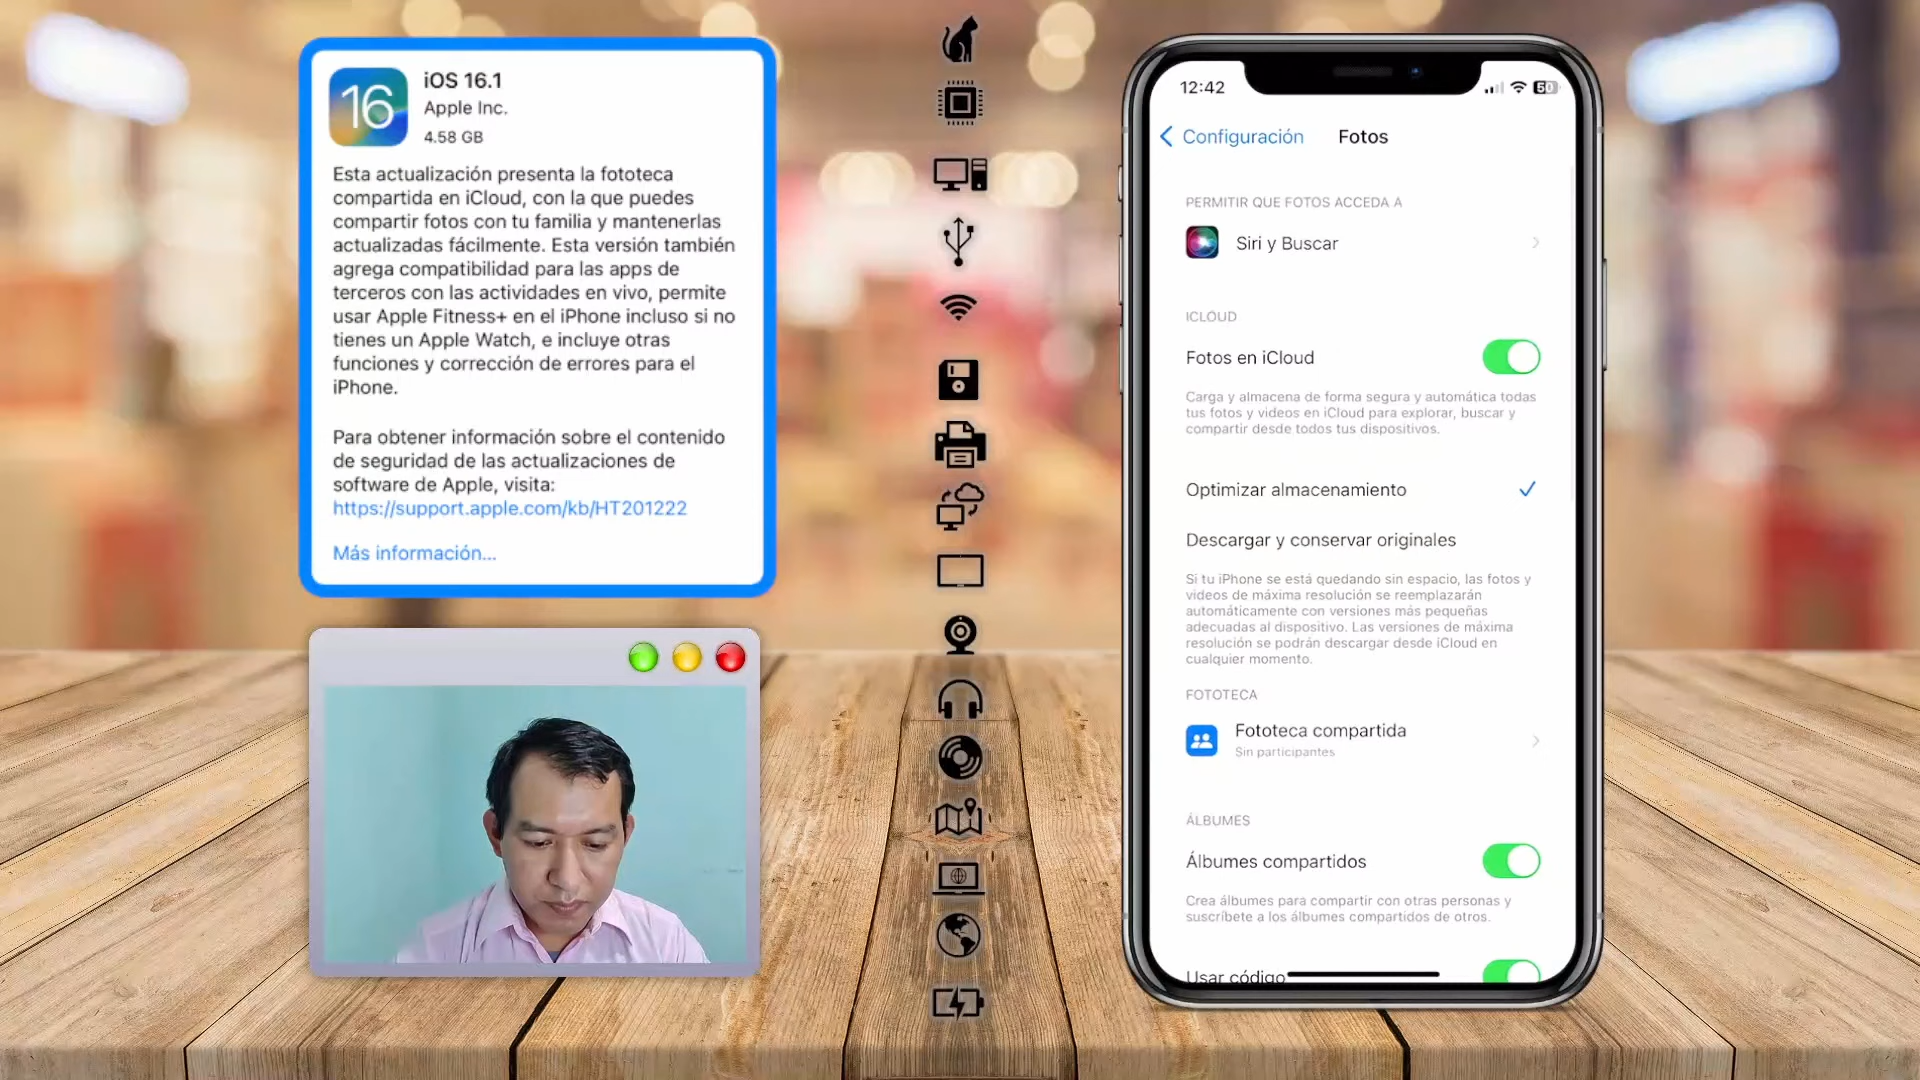 16
iOS 16.1
Apple Inc.
4.58 GB
Esta actualización presenta la fototeca
compartida en iCloud, con la que puedes
compartir fotos con tu familia y mantenerlas
actualizadas fácilmente. Esta versión también
agrega compatibilidad para las apps de
terceros con las actividades en vivo, permite
usar Apple Fitness+ en el iPhone incluso si no
tienes un Apple Watch, e incluye otras
funciones y corrección de errores para el
iPhone.
Para obtener información sobre el contenido
de seguridad de las actualizaciones de
software de Apple, visita:
https://support.apple.com/kb/HT201222
Más información...
12:42
50
Configuración
Fotos
PERMITIR QUE FOTOS ACCEDA A
Siri y Buscar
ICLOUD
Fotos en iCloud
Carga y almacena de forma segura y automática todas
tus fotos y videos en iCloud para explorar, buscar y
compartir desde todos tus dispositivos.
Optimizar almacenamiento
Descargar y conservar originales
Si tu iPhone se está quedando sin espacio, las fotos y
videos de máxima resolución se reemplazarán
automáticamente con versiones más pequeñas
adecuadas al dispositivo. Las versiones de máxima
resolución se podrán descargar desde iCloud en
cualquier momento.
FOTOTECA
Fototeca compartida
Sin participantes
ÁLBUMES
Álbumes compartidos
Crea álbumes para compartir con otras personas y
suscríbete a los álbumes compartidos de otros.
Usar código